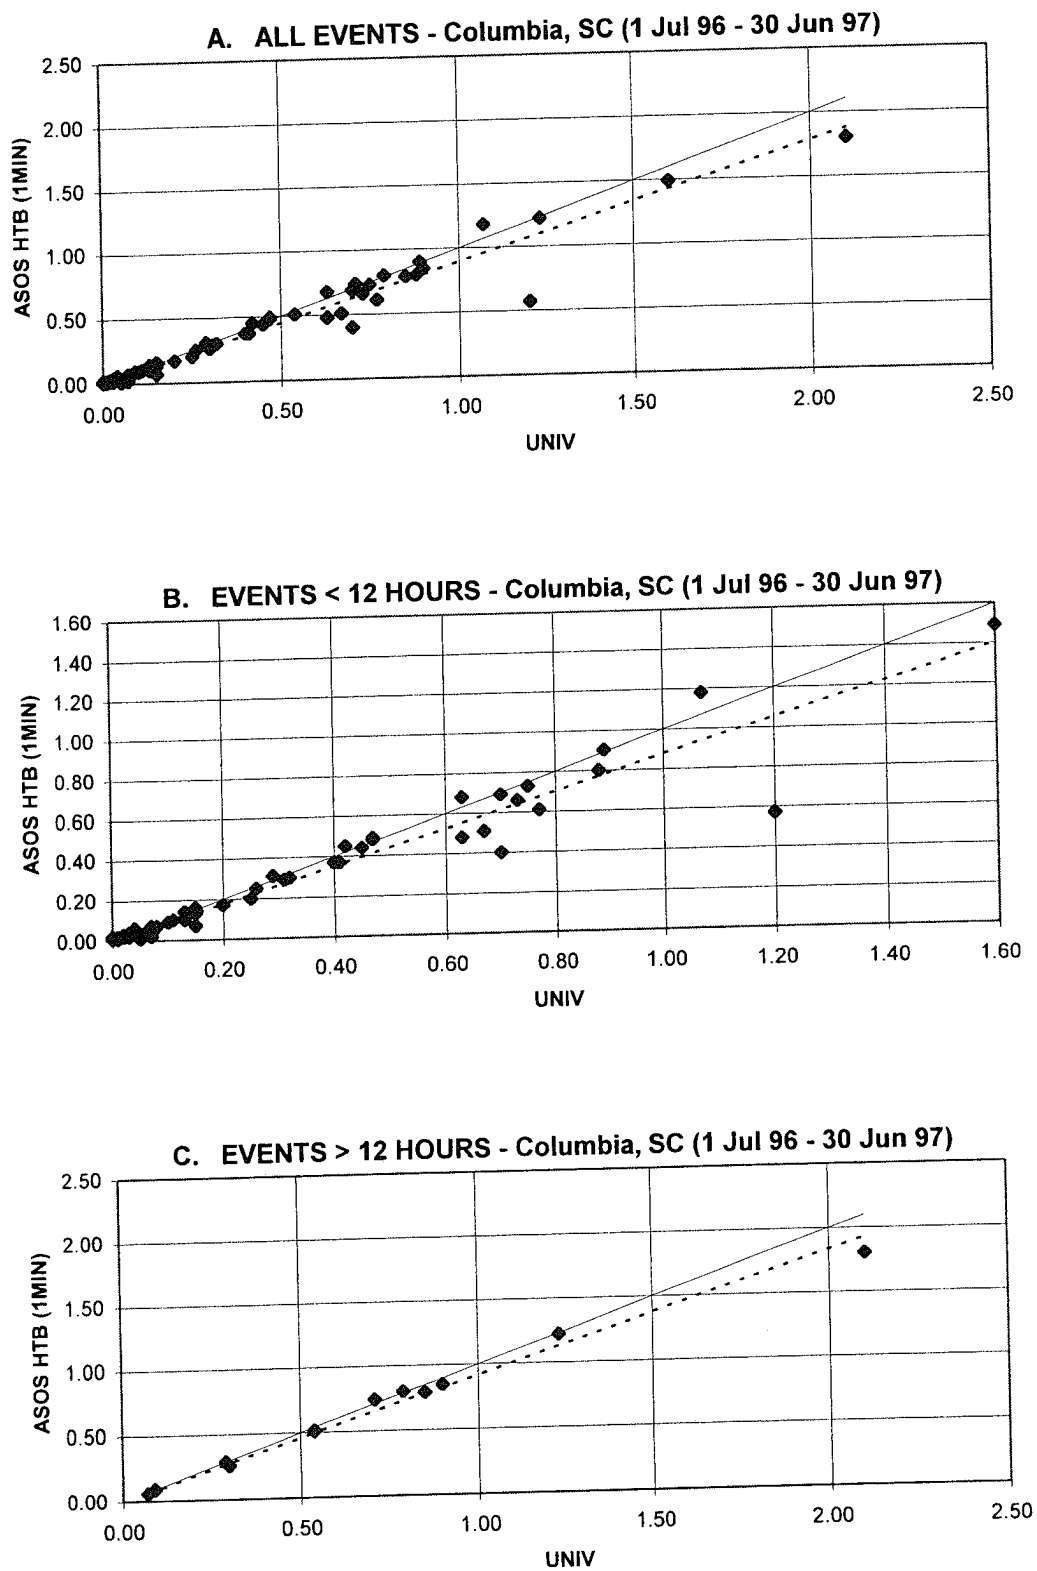 A. ALL EVENTS - Columbia, SC (1 Jul 96 - 30 Jun 97)
2.50
2.00
1.50
1.00
0.50
0.00
ASOS HTB (1MIN)
0.00 0.50 1.00 1.50 2.00 2.50
UNIV
B. EVENTS < 12 HOURS - Columbia, SC (1 Jul 96 - 30 Jun 97)
1.60
1.40
1.20
1.00
0.80
0.60
0.40
0.20
0.00
ASOS HTB (1MIN)
0.00 0.20 0.40 0.60 0.80 1.00 1.20 1.40 1.60
UNIV
C. EVENTS > 12 HOURS - Columbia, SC (1 Jul 96 - 30 Jun 97)
2.50
2.00
1.50
1.00
0.50
0.00
ASOS HTB (1MIN)
0.00 0.50 1.00 1.50 2.00 2.50
UNIV